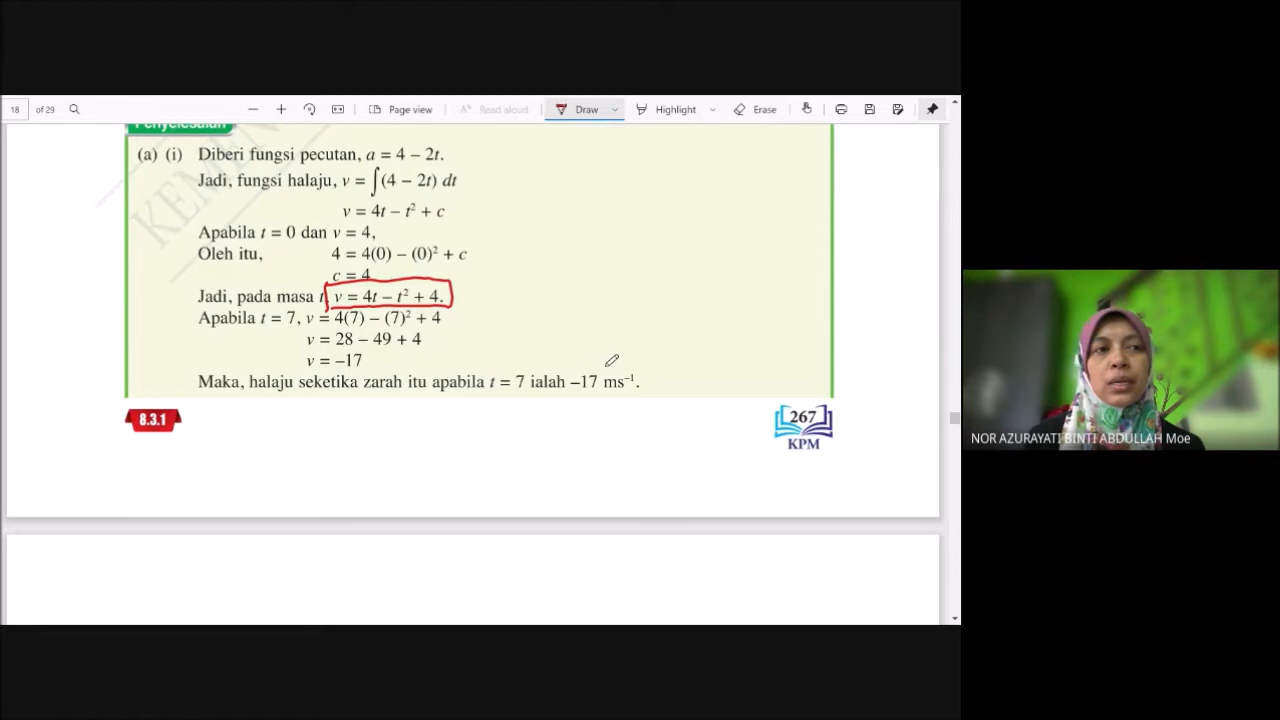 18 of 29
Page view
Read aloud
Draw
Highlight
Erase
Penyelesaian
(a) (i) Diberi fungsi pecutan, a = 4 – 2t.
Jadi, fungsi halaju, v = ∫(4 – 2t) dt
v = 4t – t² + c
Apabila t = 0 dan v = 4,
Oleh itu, 4 = 4(0) – (0)² + c
c = 4
Jadi, pada masa t, v = 4t – t² + 4.
Apabila t = 7, v = 4(7) – (7)² + 4
v = 28 – 49 + 4
v = –17
Maka, halaju seketika zarah itu apabila t = 7 ialah –17 ms⁻¹.
8.3.1
267
KPM
KEMEN
NOR AZURAYATI BINTI ABDULLAH Moe